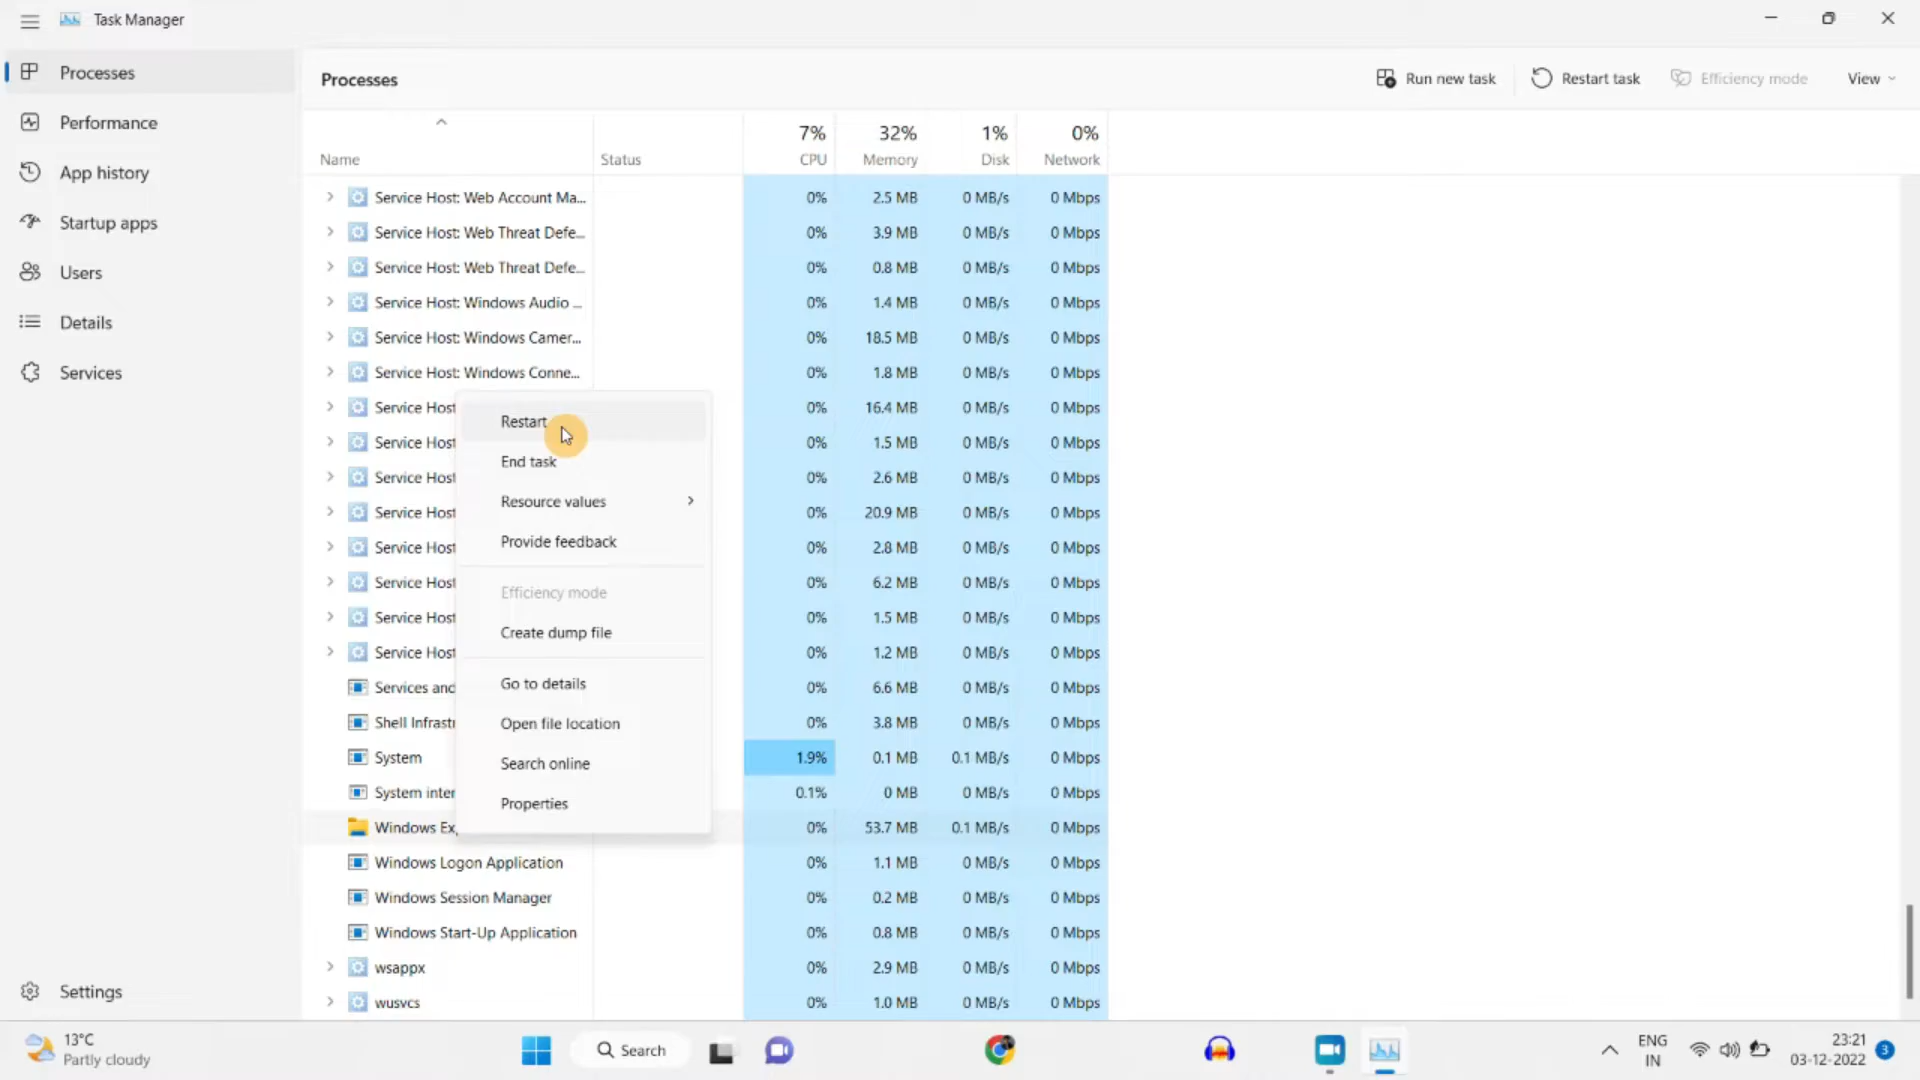 Task Manager
Processes
Performance
App history
Startup apps
Users
Details
Services
Settings
Processes
Run new task
Restart task
Efficiency mode
View
Name Status 7% CPU 32% Memory 1% Disk 0% Network
Service Host: Web Account Ma... 0% 2.5 MB 0 MB/s 0 Mbps
Service Host: Web Threat Defe... 0% 3.9 MB 0 MB/s 0 Mbps
Service Host: Web Threat Defe... 0% 0.8 MB 0 MB/s 0 Mbps
Service Host: Windows Audio ... 0% 1.4 MB 0 MB/s 0 Mbps
Service Host: Windows Camer... 0% 18.5 MB 0 MB/s 0 Mbps
Service Host: Windows Conne... 0% 1.8 MB 0 MB/s 0 Mbps
Service Host 0% 16.4 MB 0 MB/s 0 Mbps
Service Host 0% 1.5 MB 0 MB/s 0 Mbps
Service Host 0% 2.6 MB 0 MB/s 0 Mbps
Service Host 0% 20.9 MB 0 MB/s 0 Mbps
Service Host 0% 2.8 MB 0 MB/s 0 Mbps
Service Host 0% 6.2 MB 0 MB/s 0 Mbps
Service Host 0% 1.5 MB 0 MB/s 0 Mbps
Service Host 0% 1.2 MB 0 MB/s 0 Mbps
Services and 0% 6.6 MB 0 MB/s 0 Mbps
Shell Infrastr 0% 3.8 MB 0 MB/s 0 Mbps
System 1.9% 0.1 MB 0.1 MB/s 0 Mbps
System inter 0.1% 0 MB 0 MB/s 0 Mbps
Windows Ex 0% 53.7 MB 0.1 MB/s 0 Mbps
Windows Logon Application 0% 1.1 MB 0 MB/s 0 Mbps
Windows Session Manager 0% 0.2 MB 0 MB/s 0 Mbps
Windows Start-Up Application 0% 0.8 MB 0 MB/s 0 Mbps
wsappx 0% 2.9 MB 0 MB/s 0 Mbps
wusvcs 0% 1.0 MB 0 MB/s 0 Mbps
Restart
End task
Resource values
Provide feedback
Efficiency mode
Create dump file
Go to details
Open file location
Search online
Properties
13°C
Partly cloudy
Search
ENG
IN
23:21
03-12-2022
3